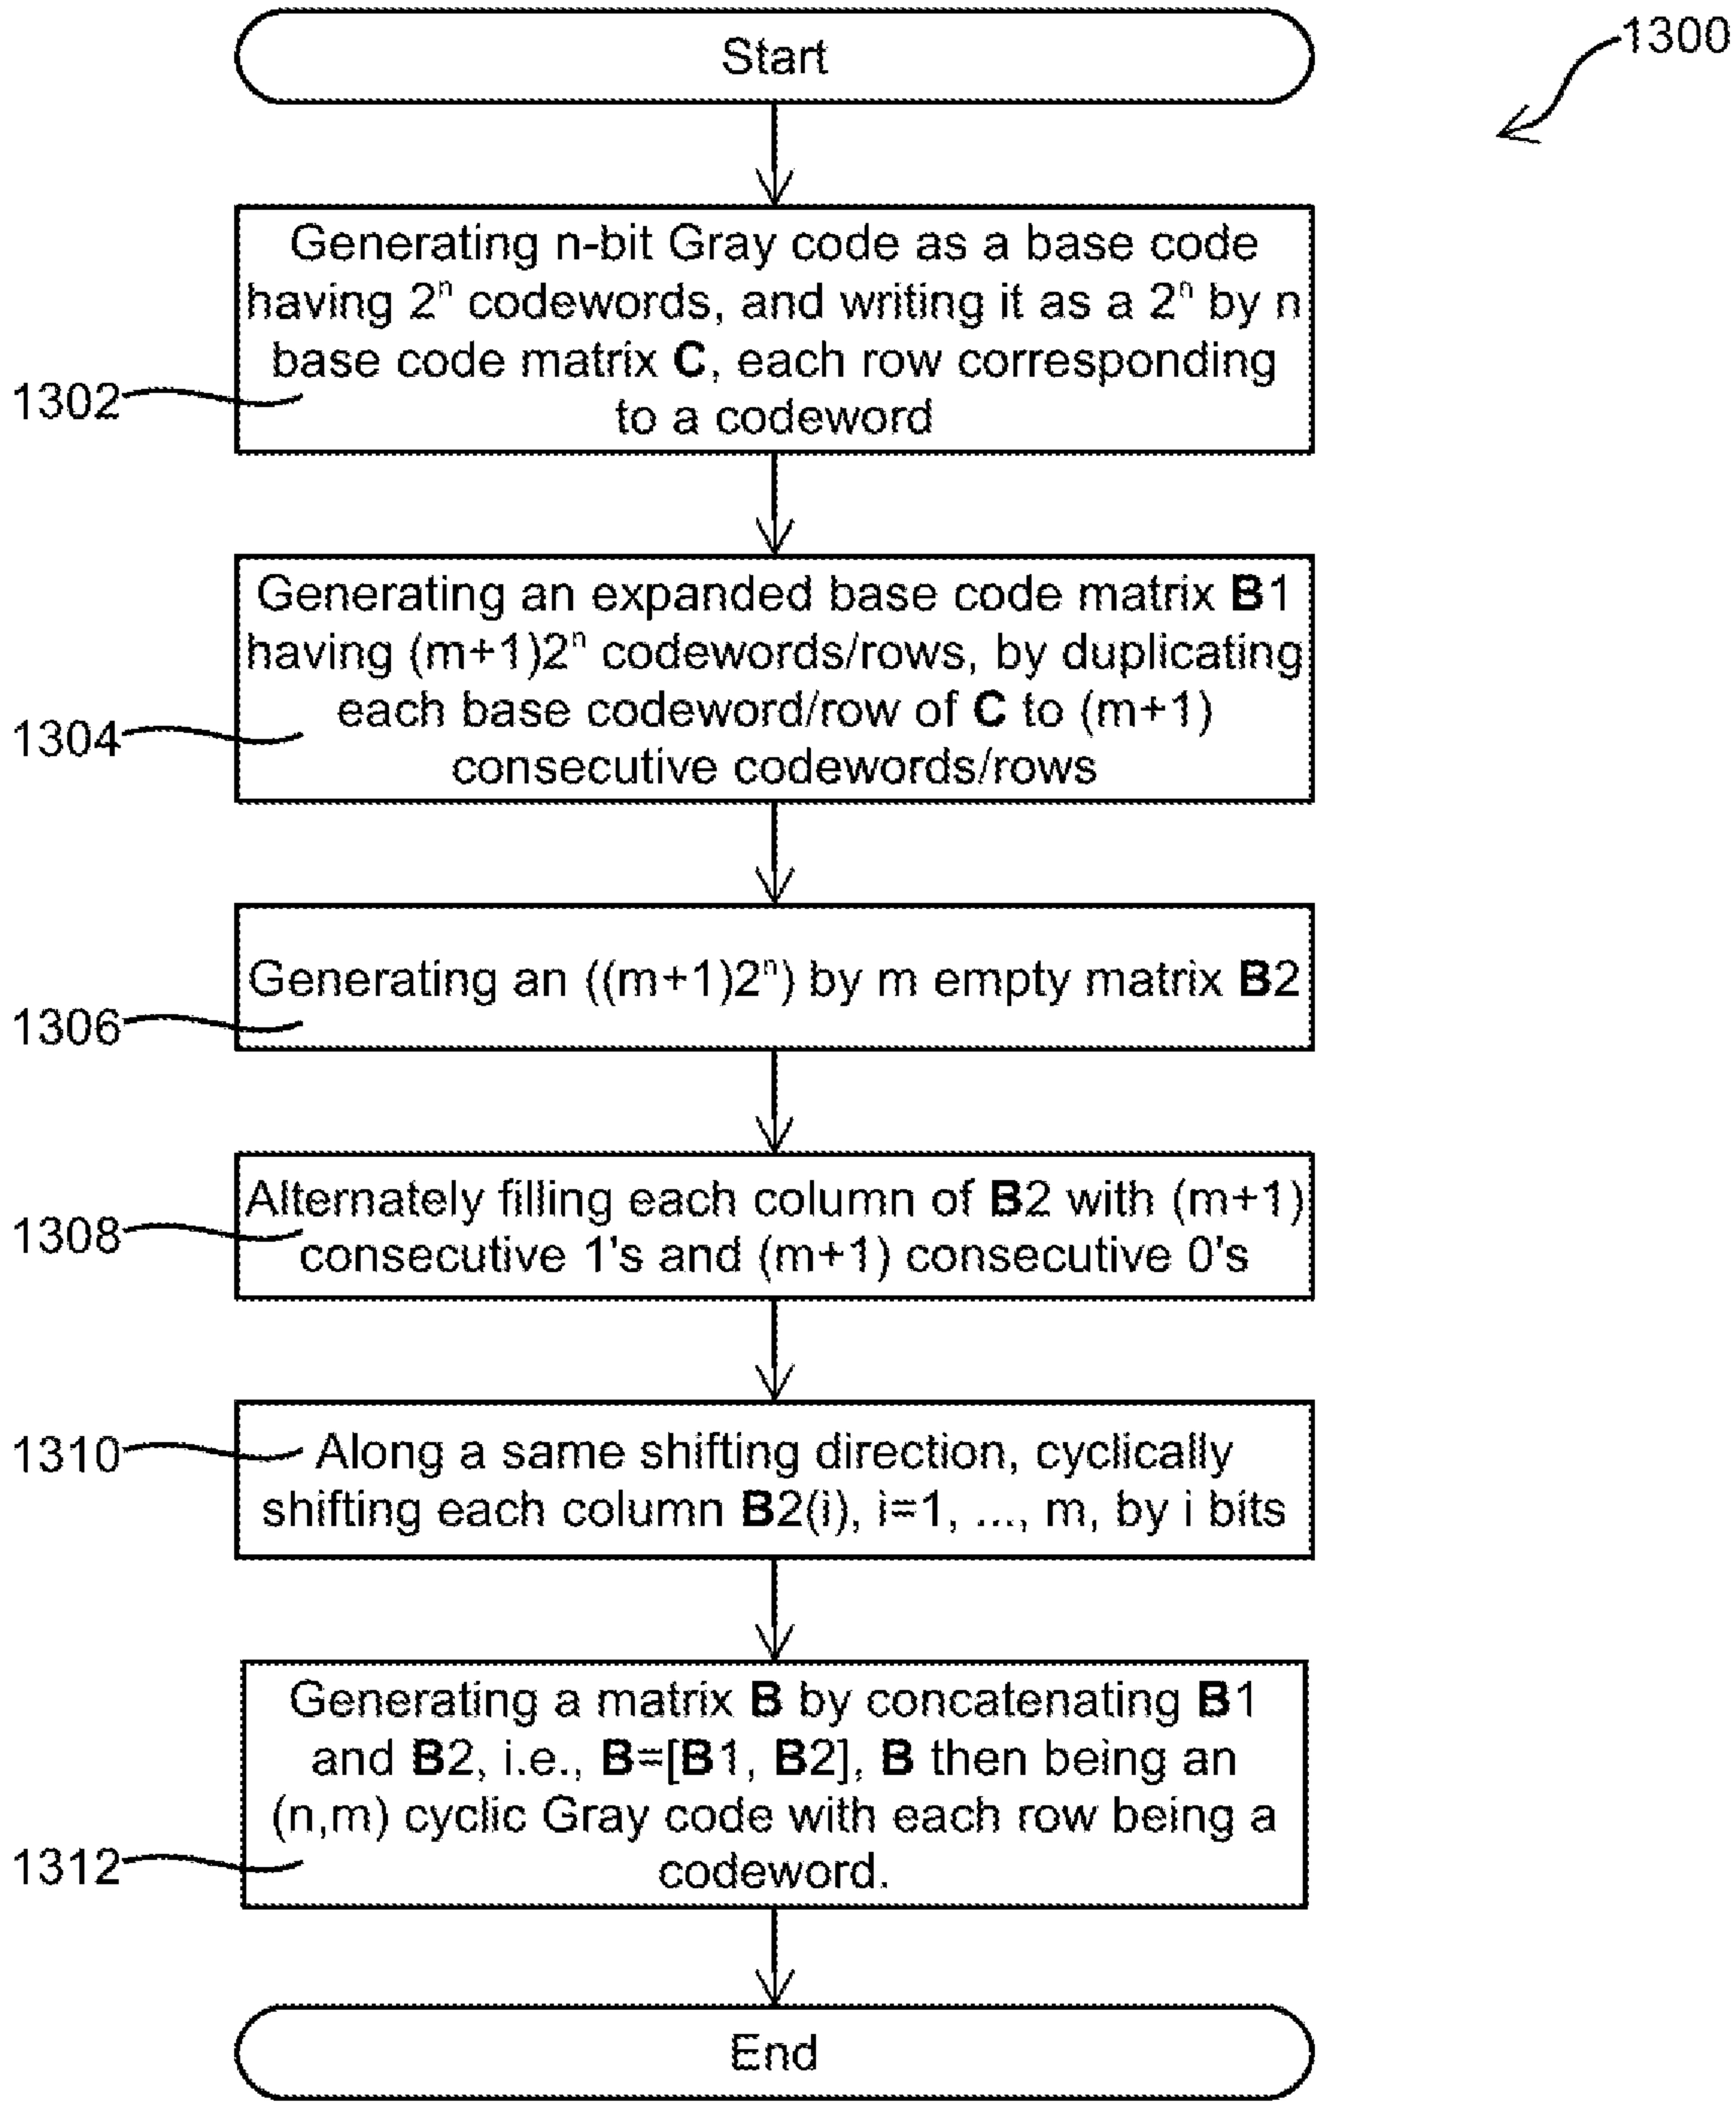 Start
1300
Generating n-bit Gray code as a base code
having 2ⁿ codewords, and writing it as a 2ⁿ by n
base code matrix C, each row corresponding
1302
to a codeword
Generating an expanded base code matrix B1
having (m+1)2ⁿ codewords/rows, by duplicating
each base codeword/row of C to (m+1)
1304
consecutive codewords/rows
Generating an ((m+1)2ⁿ) by m empty matrix B2
1306
Alternately filling each column of B2 with (m+1)
1308
consecutive 1's and (m+1) consecutive 0's
1310
Along a same shifting direction, cyclically
shifting each column B2(i), i=1, ..., m, by i bits
Generating a matrix B by concatenating B1
and B2, i.e., B=[B1, B2], B then being an
(n,m) cyclic Gray code with each row being a
1312
codeword.
End